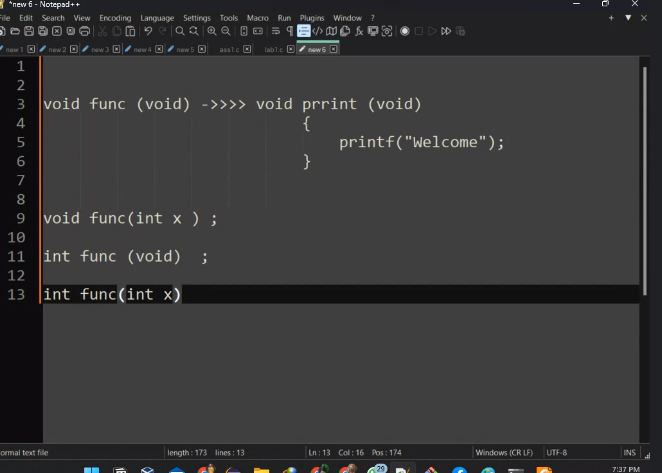 *new 6 - Notepad++
File Edit Search View Encoding Language Settings Tools Macro Run Plugins Window ?
new 1 new 2 new 3 new 4 new 5 ass1.c lab1.c new 6
1
2
3 void func (void) ->>>> void prrint (void)
4 {
5 printf("Welcome");
6 }
7
8
9 void func(int x ) ;
10
11 int func (void) ;
12
13 int func(int x)
ormal text file length : 173 lines : 13 Ln : 13 Col : 16 Pos : 174 Windows (CR LF) UTF-8 INS
29
7:37 PM